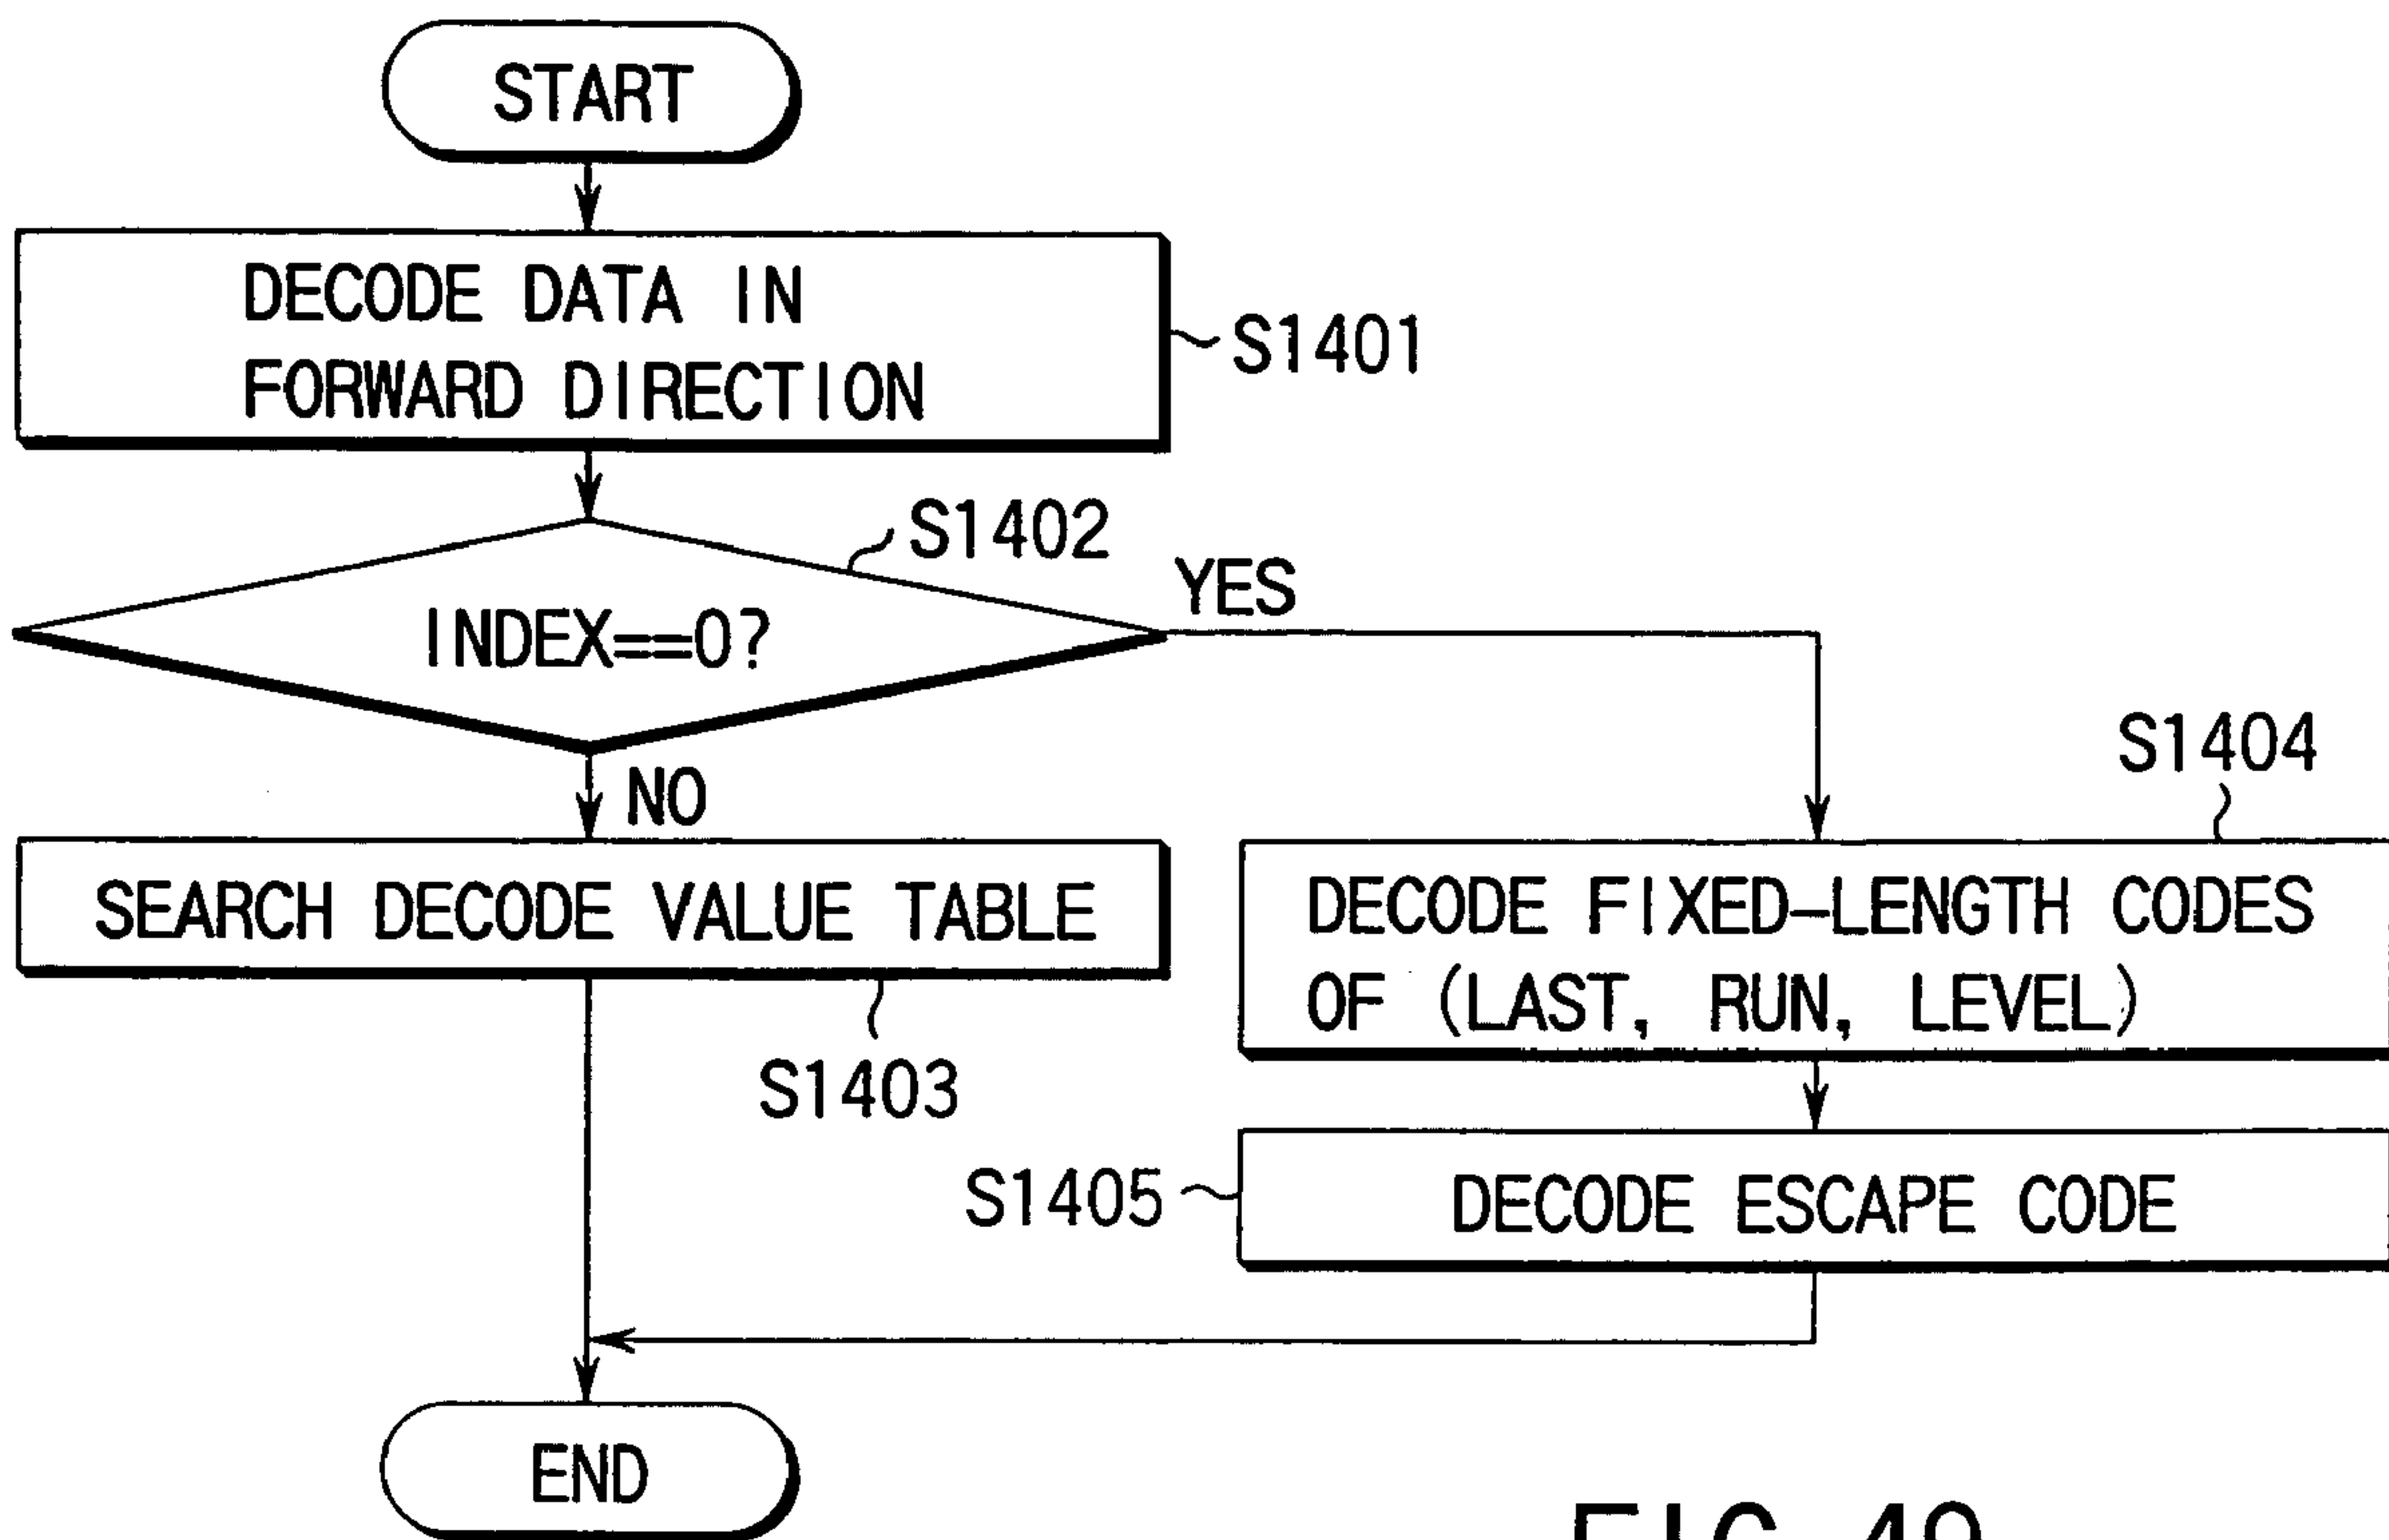 START
DECODE DATA IN
FORWARD DIRECTION
S1401
S1402
INDEX==0?
YES
NO
S1404
SEARCH DECODE VALUE TABLE
S1403
DECODE FIXED-LENGTH CODES
OF (LAST, RUN, LEVEL)
S1405
DECODE ESCAPE CODE
END